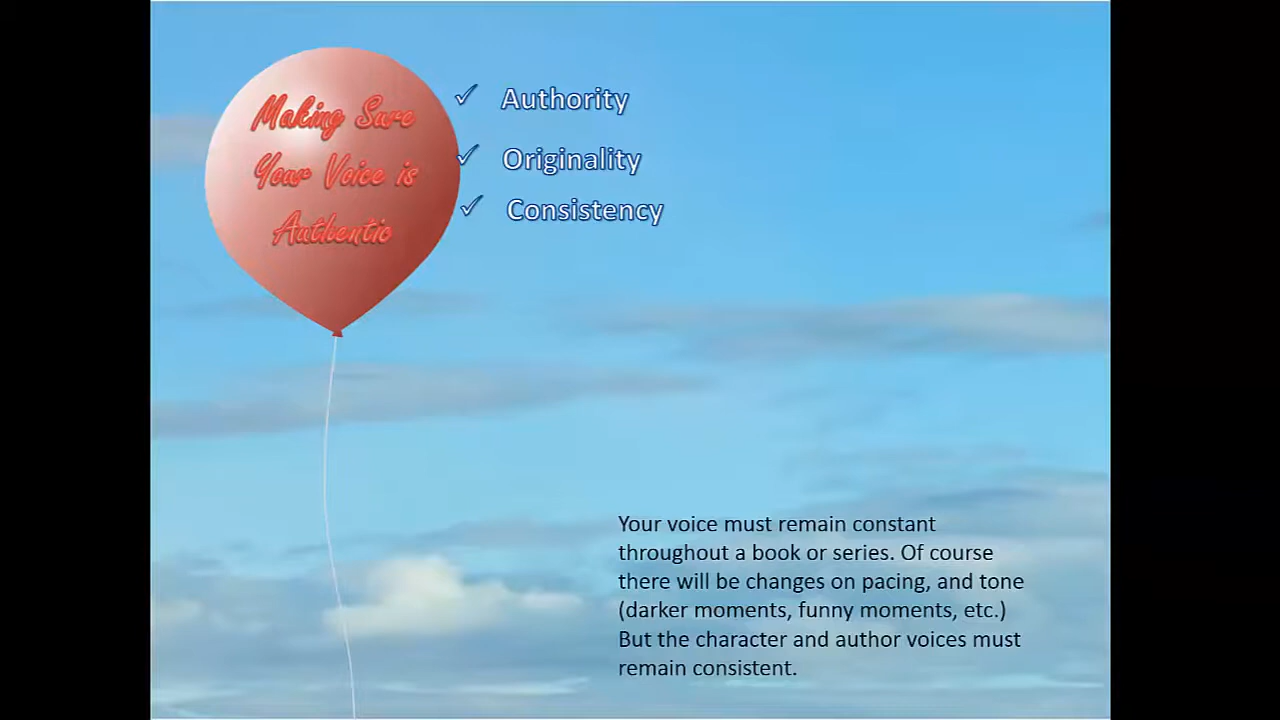 Making Sure
Your Voice is
Authentic
✓ Authority
✓ Originality
✓ Consistency
Your voice must remain constant
throughout a book or series. Of course
there will be changes on pacing, and tone
(darker moments, funny moments, etc.)
But the character and author voices must
remain consistent.